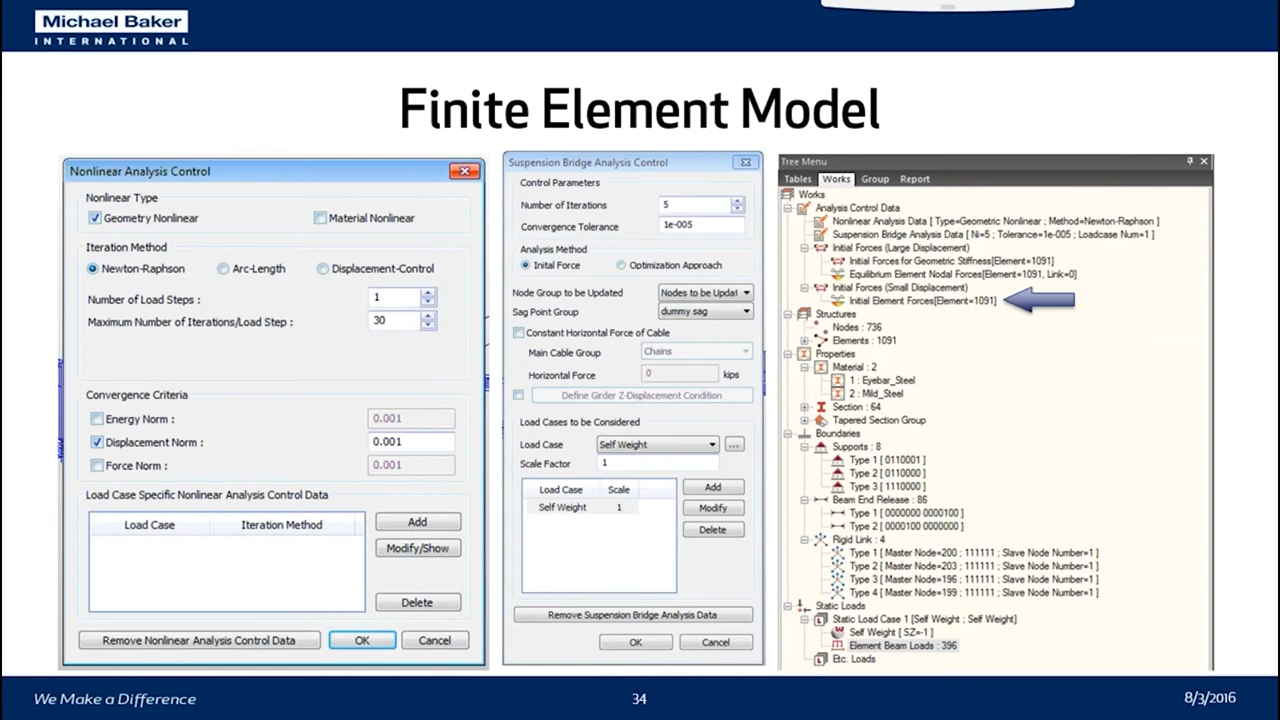 Michael Baker
INTERNATIONAL
Finite Element Model
Nonlinear Analysis Control
Nonlinear Type
Geometry Nonlinear
Material Nonlinear
Iteration Method
Newton-Raphson
Arc-Length
Displacement-Control
Number of Load Steps : 1
Maximum Number of Iterations/Load Step : 30
Convergence Criteria
Energy Norm : 0.001
Displacement Norm : 0.001
Force Norm : 0.001
Load Case Specific Nonlinear Analysis Control Data
Load Case Iteration Method
Add
Modify/Show
Delete
Remove Nonlinear Analysis Control Data OK Cancel
Suspension Bridge Analysis Control
Control Parameters
Number of Iterations 5
Convergence Tolerance 1e-005
Analysis Method
Inital Force Optimization Approach
Node Group to be Updated Nodes to be Updat
Sag Point Group dummy sag
Constant Horizontal Force of Cable
Main Cable Group Chains
Horizontal Force 0 kips
Define Girder Z-Displacement Condition
Load Cases to be Considered
Load Case Self Weight ...
Scale Factor 1
Load Case Scale
Self Weight 1
Add
Modify
Delete
Remove Suspension Bridge Analysis Data
OK Cancel
Tree Menu
Tables Works Group Report
Works
Analysis Control Data
Nonlinear Analysis Data [ Type=Geometric Nonlinear ; Method=Newton-Raphson ]
Suspension Bridge Analysis Data [ Ni=5 ; Tolerance=1e-005 ; Loadcase Num=1 ]
Initial Forces (Large Displacement)
Initial Forces for Geometric Stiffness[Element=1091]
Equilibrium Element Nodal Forces[Element=1091, Link=0]
Initial Forces (Small Displacement)
Initial Element Forces[Element=1091]
Structures
Nodes : 736
Elements : 1091
Properties
Material : 2
1 : Eyebar_Steel
2 : Mild_Steel
Section : 64
Tapered Section Group
Boundaries
Supports : 8
Type 1 [ 0110001 ]
Type 2 [ 0110000 ]
Type 3 [ 1110000 ]
Beam End Release : 86
Type 1 [ 0000000 0000100 ]
Type 2 [ 0000100 0000000 ]
Rigid Link : 4
Type 1 [ Master Node=200 ; 111111 ; Slave Node Number=1 ]
Type 2 [ Master Node=203 ; 111111 ; Slave Node Number=1 ]
Type 3 [ Master Node=196 ; 111111 ; Slave Node Number=1 ]
Type 4 [ Master Node=199 ; 111111 ; Slave Node Number=1 ]
Static Loads
Static Load Case 1 [Self Weight ; Self Weight]
Self Weight [ SZ=-1 ]
Element Beam Loads : 396
Etc. Loads
We Make a Difference
34
8/3/2016